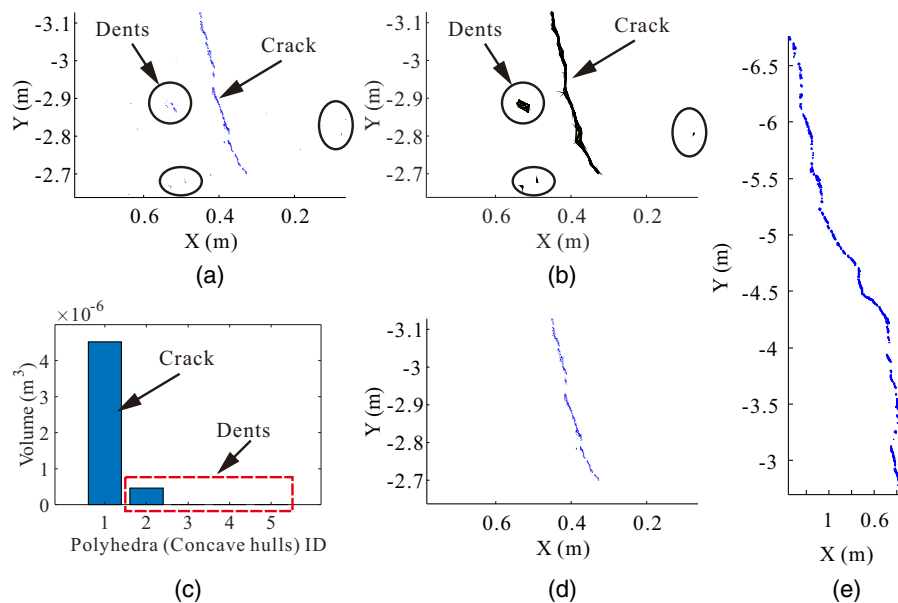 (a)
-3.1
Dents
Crack
-3
-2.9
-2.8
-2.7
Y (m)
0.6
0.4
0.2
X (m)
(b)
-3.1
Dents
Crack
-3
-2.9
-2.8
-2.7
Y (m)
0.6
0.4
0.2
X (m)
(a)
(b)
×10⁻⁶
4
3
2
1
0
Volume (m³)
Crack
Dents
1 2 3 4 5
Polyhedra (Concave hulls) ID
(c)
-3.1
-3
-2.9
-2.8
-2.7
Y (m)
0.6
0.4
0.2
X (m)
(d)
-6.5
-6
-5.5
-5
-4.5
-4
-3.5
-3
Y (m)
1
0.6
X (m)
(e)